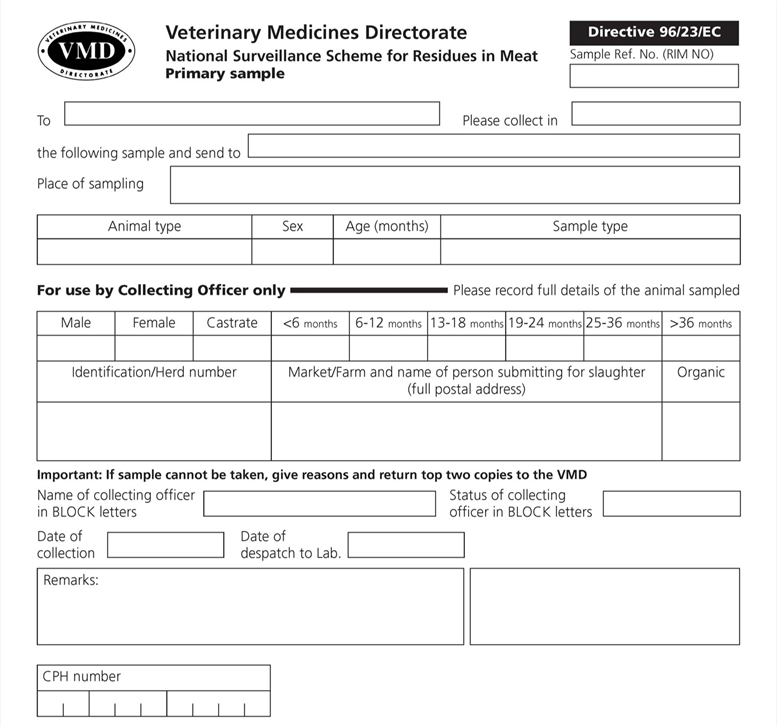 VETERINARY MEDICINES
VMD
DIRECTORATE
Veterinary Medicines Directorate
National Surveillance Scheme for Residues in Meat
Primary sample
Directive 96/23/EC
Sample Ref. No. (RIM NO)
To
Please collect in
the following sample and send to
Place of sampling
Animal type Sex Age (months) Sample type
For use by Collecting Officer only Please record full details of the animal sampled
Male Female Castrate <6 months 6-12 months 13-18 months 19-24 months 25-36 months >36 months
Identification/Herd number Market/Farm and name of person submitting for slaughter Organic
(full postal address)
Important: If sample cannot be taken, give reasons and return top two copies to the VMD
Name of collecting officer
in BLOCK letters
Status of collecting
officer in BLOCK letters
Date of
collection
Date of
despatch to Lab.
Remarks:
CPH number